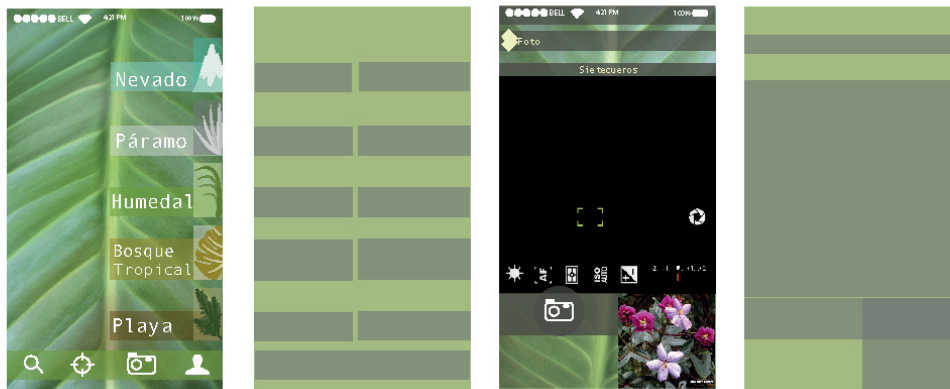 BELL 4:21 PM 100%
Nevado
Páramo
Humedal
Bosque
Tropical
Playa
BELL 4:21 PM 100%
Foto
Sietecueros
AF
ISO
AUTO